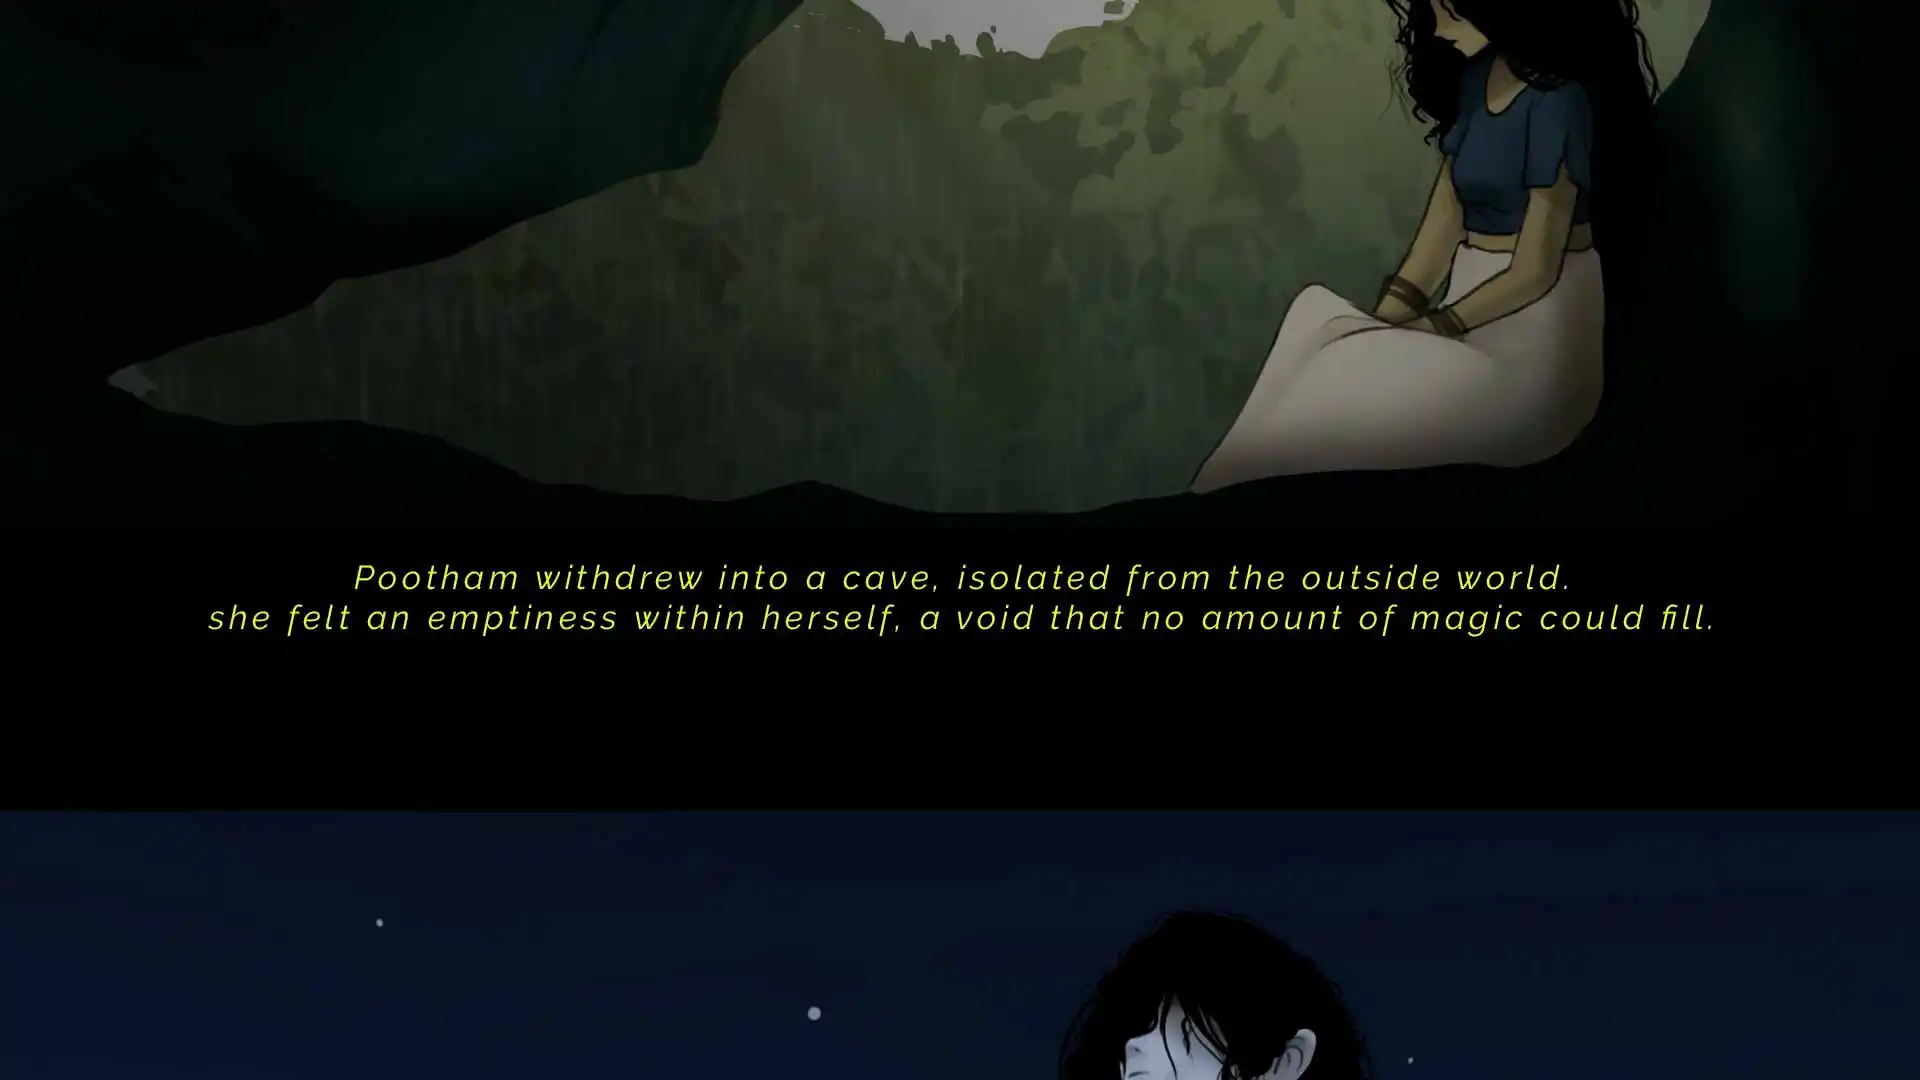 Pootham withdrew into a cave, isolated from the outside world.
she felt an emptiness within herself, a void that no amount of magic could fill.